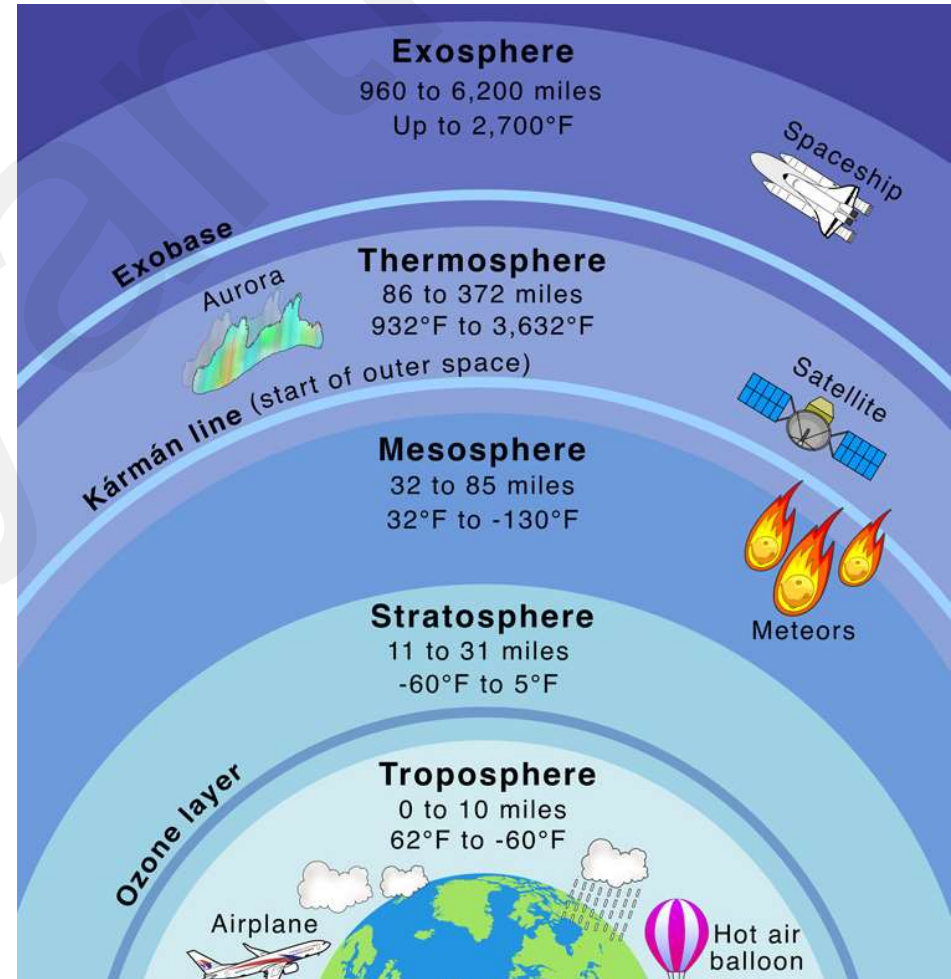 Exosphere
960 to 6,200 miles
Up to 2,700°F
Spaceship
Exobase
Thermosphere
86 to 372 miles
932°F to 3,632°F
Aurora
Satellite
Kármán line (start of outer space)
Mesosphere
32 to 85 miles
32°F to -130°F
Meteors
Stratosphere
11 to 31 miles
-60°F to 5°F
Ozone layer
Troposphere
0 to 10 miles
62°F to -60°F
Airplane
Hot air
balloon